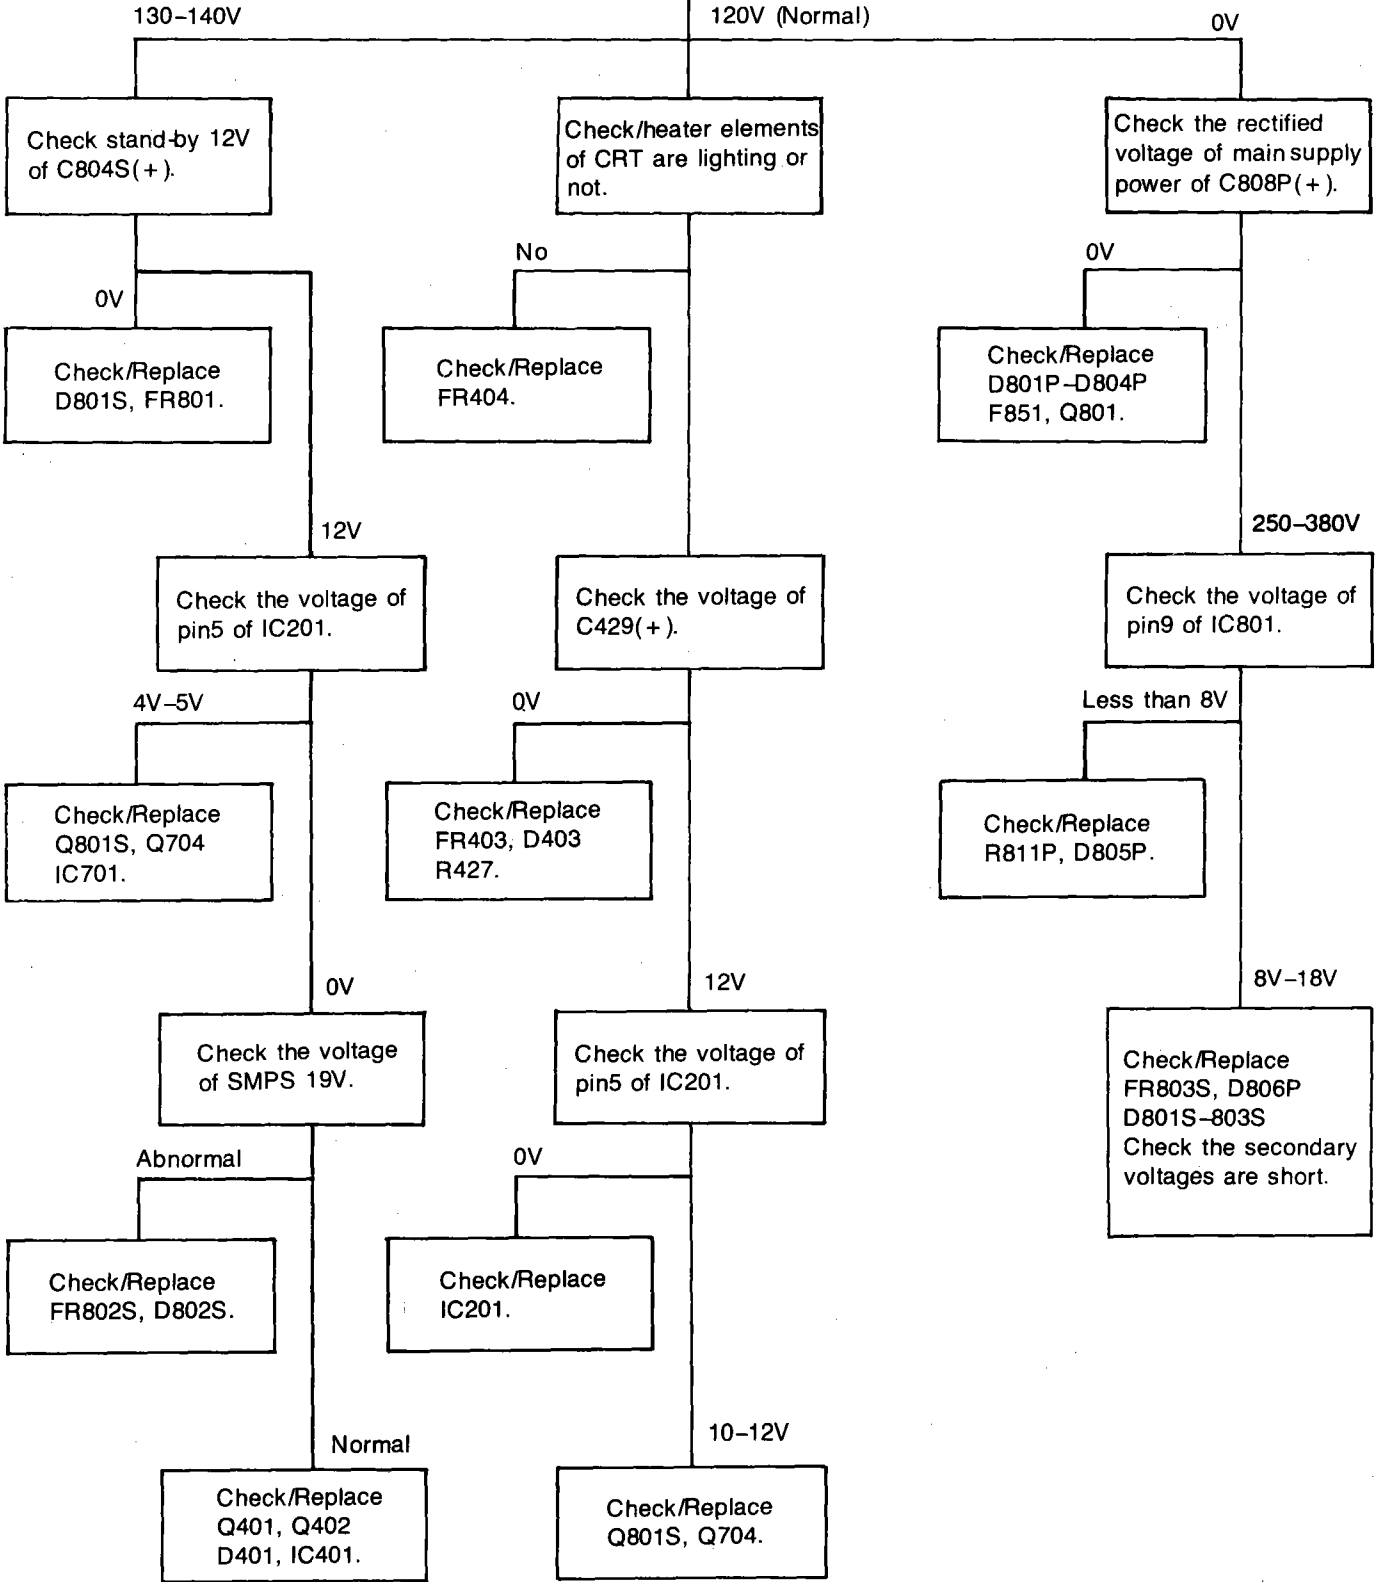 130–140V
120V (Normal)
0V
Check stand-by 12V
of C804S(+).
Check/heater elements
of CRT are lighting or
not.
Check the rectified
voltage of main supply
power of C808P(+).
0V
Check/Replace
D801S, FR801.
12V
Check the voltage of
pin5 of IC201.
4V–5V
Check/Replace
Q801S, Q704
IC701.
0V
Check the voltage
of SMPS 19V.
Abnormal
Check/Replace
FR802S, D802S.
Normal
Check/Replace
Q401, Q402
D401, IC401.
No
Check/Replace
FR404.
Check the voltage of
C429(+).
0V
Check/Replace
FR403, D403
R427.
12V
Check the voltage of
pin5 of IC201.
0V
Check/Replace
IC201.
10–12V
Check/Replace
Q801S, Q704.
0V
Check/Replace
D801P–D804P
F851, Q801.
250–380V
Check the voltage of
pin9 of IC801.
Less than 8V
Check/Replace
R811P, D805P.
8V–18V
Check/Replace
FR803S, D806P
D801S–803S
Check the secondary
voltages are short.